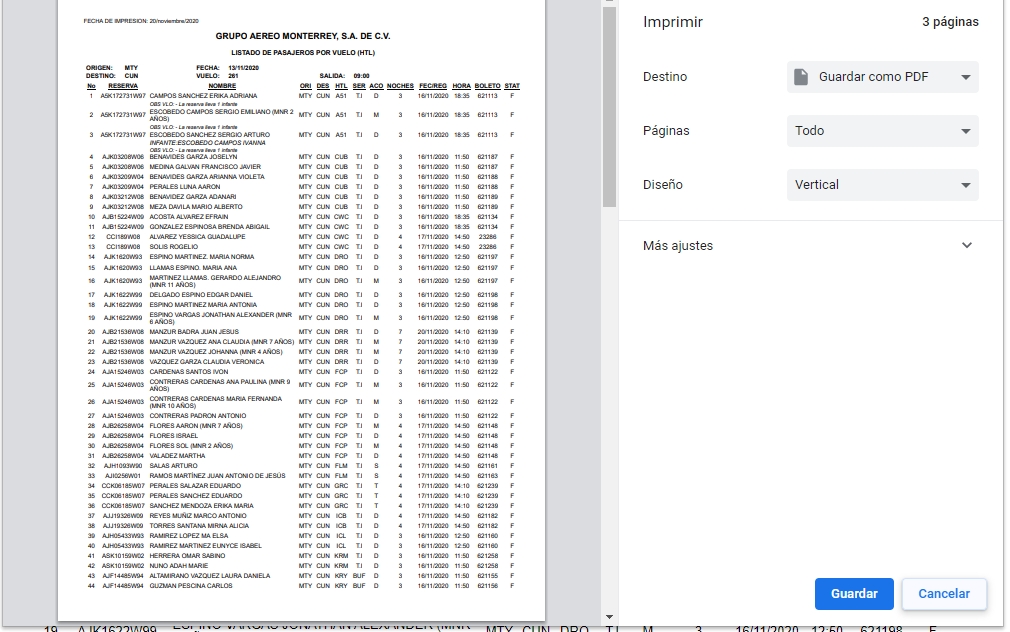 FECHA DE IMPRESION: 20/noviembre/2020
GRUPO AEREO MONTERREY, S.A. DE C.V.
LISTADO DE PASAJEROS POR VUELO (HTL)
ORIGEN: MTY FECHA: 13/11/2020
DESTINO: CUN VUELO: 261 SALIDA: 09:00
No RESERVA NOMBRE ORI DES HTL SER ACO NOCHES FEC/REG HORA BOLETO STAT
1 A5K172731W97 CAMPOS SANCHEZ ERIKA ADRIANA MTY CUN A51 T.I D 3 16/11/2020 18:35 621113 F
OBS VLO: - La reserva lleva 1 infante
2 A5K172731W97 ESCOBEDO CAMPOS SERGIO EMILIANO (MNR 2 AÑOS) MTY CUN A51 T.I M 3 16/11/2020 18:35 621113 F
OBS VLO: - La reserva lleva 1 infante
3 A5K172731W97 ESCOBEDO SANCHEZ SERGIO ARTURO MTY CUN A51 T.I D 3 16/11/2020 18:35 621113 F
INFANTE:ESCOBEDO CAMPOS IVANNA
OBS VLO: - La reserva lleva 1 infante
4 AJK03208W06 BENAVIDES GARZA JOSELYN MTY CUN CUB T.I D 3 16/11/2020 11:50 621187 F
5 AJK03208W06 MEDINA GALVAN FRANCISCO JAVIER MTY CUN CUB T.I D 3 16/11/2020 11:50 621187 F
6 AJK03209W04 BENAVIDES GARZA ARIANNA VIOLETA MTY CUN CUB T.I D 3 16/11/2020 11:50 621188 F
7 AJK03209W04 PERALES LUNA AARON MTY CUN CUB T.I D 3 16/11/2020 11:50 621188 F
8 AJK03212W08 BENAVIDEZ GARZA ADANARI MTY CUN CUB T.I D 3 16/11/2020 11:50 621189 F
9 AJK03212W08 MEZA DAVILA MARIO ALBERTO MTY CUN CUB T.I D 3 16/11/2020 11:50 621189 F
10 AJB15224W09 ACOSTA ALVAREZ EFRAIN MTY CUN CWC T.I D 3 16/11/2020 18:35 621134 F
11 AJB15224W09 GONZALEZ ESPINOSA BRENDA ABIGAIL MTY CUN CWC T.I D 3 16/11/2020 18:35 621134 F
12 CCI189W08 ALVAREZ YESSICA GUADALUPE MTY CUN CWC T.I D 4 17/11/2020 14:50 23286 F
13 CCI189W08 SOLIS ROGELIO MTY CUN CWC T.I D 4 17/11/2020 14:50 23286 F
14 AJK1620W93 ESPINO MARTINEZ. MARIA NORMA MTY CUN DRO T.I D 3 16/11/2020 12:50 621197 F
15 AJK1620W93 LLAMAS ESPINO. MARIA ANA MTY CUN DRO T.I D 3 16/11/2020 12:50 621197 F
16 AJK1620W93 MARTINEZ LLAMAS. GERARDO ALEJANDRO (MNR 11 AÑOS) MTY CUN DRO T.I M 3 16/11/2020 12:50 621197 F
17 AJK1622W99 DELGADO ESPINO EDGAR DANIEL MTY CUN DRO T.I D 3 16/11/2020 12:50 621198 F
18 AJK1622W99 ESPINO MARTINEZ MARIA ANTONIA MTY CUN DRO T.I D 3 16/11/2020 12:50 621198 F
19 AJK1622W99 ESPINO VARGAS JONATHAN ALEXANDER (MNR 6 AÑOS) MTY CUN DRO T.I M 3 16/11/2020 12:50 621198 F
20 AJB21536W08 MANZUR BADRA JUAN JESUS MTY CUN DRR T.I D 7 20/11/2020 14:10 621139 F
21 AJB21536W08 MANZUR VAZQUEZ ANA CLAUDIA (MNR 7 AÑOS) MTY CUN DRR T.I M 7 20/11/2020 14:10 621139 F
22 AJB21536W08 MANZUR VAZQUEZ JOHANNA (MNR 4 AÑOS) MTY CUN DRR T.I M 7 20/11/2020 14:10 621139 F
23 AJB21536W08 VAZQUEZ GARZA CLAUDIA VERONICA MTY CUN DRR T.I D 7 20/11/2020 14:10 621139 F
24 AJA15246W03 CARDENAS SANTOS IVON MTY CUN FCP T.I D 3 16/11/2020 11:50 621122 F
25 AJA15246W03 CONTRERAS CARDENAS ANA PAULINA (MNR 9 AÑOS) MTY CUN FCP T.I M 3 16/11/2020 11:50 621122 F
26 AJA15246W03 CONTRERAS CARDENAS MARIA FERNANDA (MNR 10 AÑOS) MTY CUN FCP T.I M 3 16/11/2020 11:50 621122 F
27 AJA15246W03 CONTRERAS PADRON ANTONIO MTY CUN FCP T.I D 3 16/11/2020 11:50 621122 F
28 AJB26258W04 FLORES AARON (MNR 7 AÑOS) MTY CUN FCP T.I M 4 17/11/2020 14:50 621148 F
29 AJB26258W04 FLORES ISRAEL MTY CUN FCP T.I D 4 17/11/2020 14:50 621148 F
30 AJB26258W04 FLORES SOL (MNR 2 AÑOS) MTY CUN FCP T.I M 4 17/11/2020 14:50 621148 F
31 AJB26258W04 VALADEZ MARTHA MTY CUN FCP T.I D 4 17/11/2020 14:50 621148 F
32 AJH1093W90 SALAS ARTURO MTY CUN FLM T.I S 4 17/11/2020 14:50 621161 F
33 AJI0256W01 RAMOS MARTÍNEZ JUAN ANTONIO DE JESÚS MTY CUN FLM T.I S 4 17/11/2020 14:50 621163 F
34 CCK06185W07 PERALES SALAZAR EDUARDO MTY CUN GRC T.I T 4 17/11/2020 14:10 621239 F
35 CCK06185W07 PERALES SANCHEZ EDUARDO MTY CUN GRC T.I T 4 17/11/2020 14:10 621239 F
36 CCK06185W07 SANCHEZ MENDOZA ERIKA MARIA MTY CUN GRC T.I T 4 17/11/2020 14:10 621239 F
37 AJJ19326W09 REYES MUÑIZ MARCO ANTONIO MTY CUN ICB T.I D 4 17/11/2020 14:50 621182 F
38 AJJ19326W09 TORRES SANTANA MIRNA ALICIA MTY CUN ICB T.I D 4 17/11/2020 14:50 621182 F
39 AJH05433W93 RAMIREZ LOPEZ MA ELSA MTY CUN ICL T.I D 3 16/11/2020 12:50 621160 F
40 AJH05433W93 RAMIREZ MARTINEZ EUNYCE ISABEL MTY CUN ICL T.I D 3 16/11/2020 12:50 621160 F
41 ASK10159W02 HERRERA OMAR SABINO MTY CUN KRM T.I D 3 16/11/2020 11:50 621258 F
42 ASK10159W02 NUNO ADAH MARIE MTY CUN KRM T.I D 3 16/11/2020 11:50 621258 F
43 AJF14485W94 ALTAMIRANO VAZQUEZ LAURA DANIELA MTY CUN KRY BUF D 3 16/11/2020 11:50 621155 F
44 AJF14485W94 GUZMAN PESCINA CARLOS MTY CUN KRY BUF D 3 16/11/2020 11:50 621156 F
Imprimir 3 páginas
Destino Guardar como PDF
Páginas Todo
Diseño Vertical
Más ajustes
Guardar Cancelar
19 AJK1622W99 ESPINO VARGAS JONATHAN ALEXANDER (MNR MTY CUN DRO T.I M 3 16/11/2020 12:50 621198 F